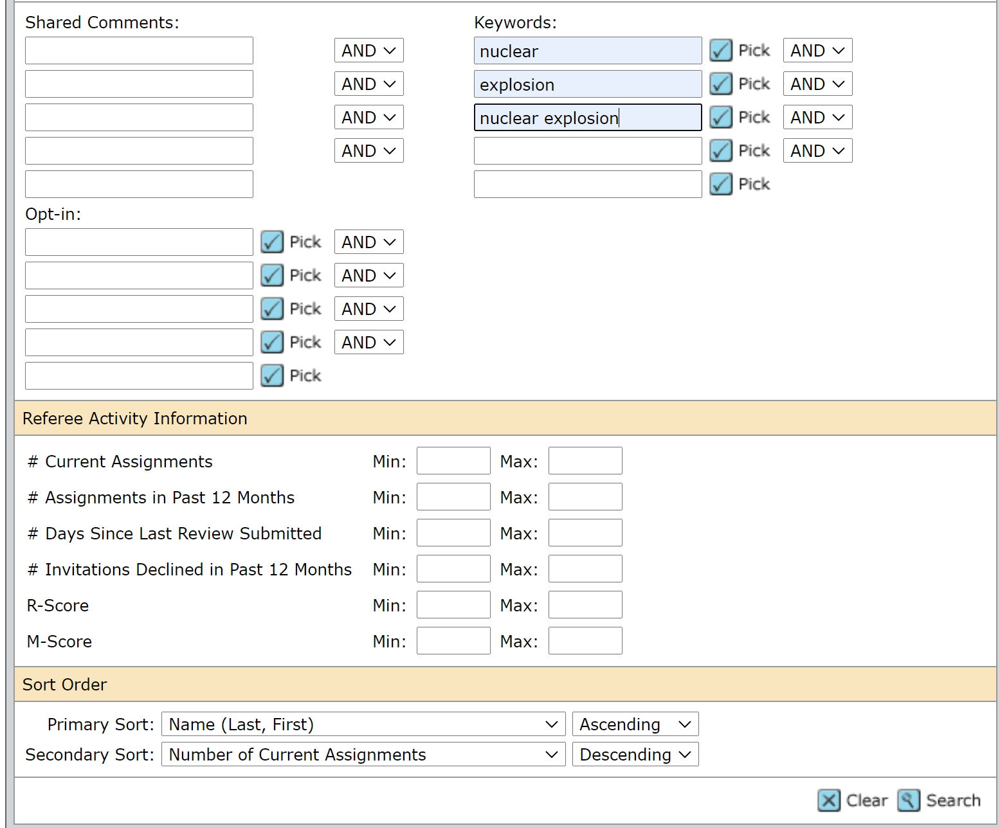 Shared Comments: Keywords:
AND nuclear Pick AND
AND explosion Pick AND
AND nuclear explosion Pick AND
AND Pick AND
Pick
Opt-in:
Pick AND
Pick AND
Pick AND
Pick AND
Pick
Referee Activity Information
# Current Assignments Min: Max:
# Assignments in Past 12 Months Min: Max:
# Days Since Last Review Submitted Min: Max:
# Invitations Declined in Past 12 Months Min: Max:
R-Score Min: Max:
M-Score Min: Max:
Sort Order
Primary Sort: Name (Last, First) Ascending
Secondary Sort: Number of Current Assignments Descending
Clear Search